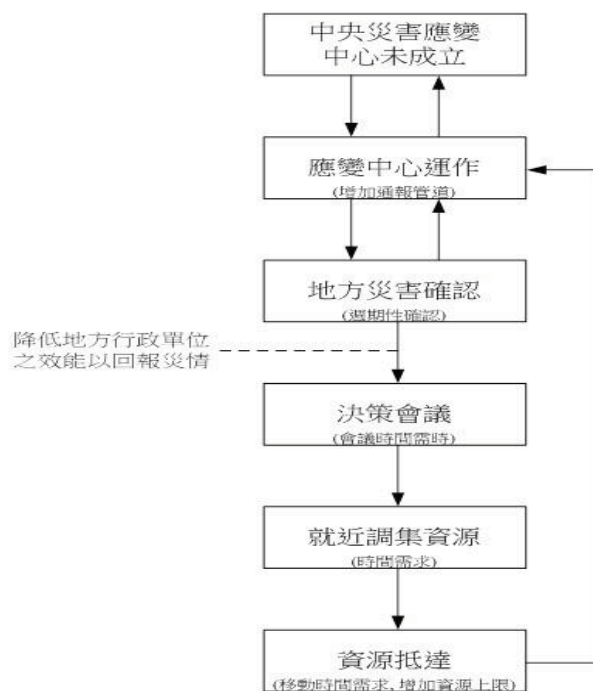 中央災害應變
中心未成立
應變中心運作
(增加通報管道)
地方災害確認
(週期性確認)
降低地方行政單位
之效能以回報災情
決策會議
(會議時間需時)
就近調集資源
(時間需求)
資源抵達
(移動時間需求, 增加資源上限)